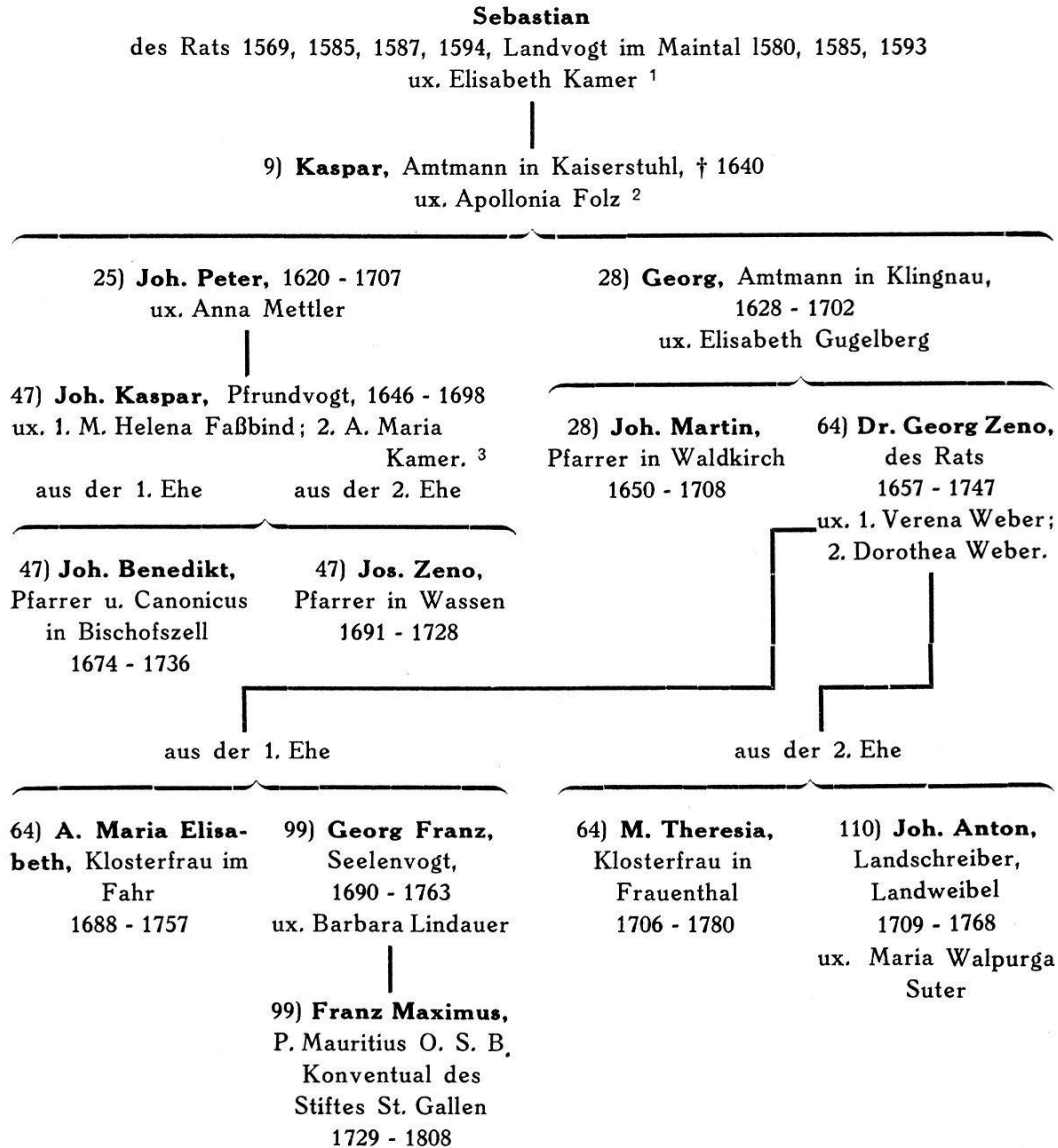 Sebastian
des Rats 1569, 1585, 1587, 1594, Landvogt im Maintal l580, 1585, 1593
ux. Elisabeth Kamer ¹
9) Kaspar, Amtmann in Kaiserstuhl, † 1640
ux. Apollonia Folz ²
25) Joh. Peter, 1620 - 1707
ux. Anna Mettler
28) Georg, Amtmann in Klingnau,
1628 - 1702
ux. Elisabeth Gugelberg
47) Joh. Kaspar, Pfrundvogt, 1646 - 1698
ux. 1. M. Helena Faßbind; 2. A. Maria
Kamer. ³
aus der 1. Ehe
aus der 2. Ehe
28) Joh. Martin,
Pfarrer in Waldkirch
1650 - 1708
64) Dr. Georg Zeno,
des Rats
1657 - 1747
ux. 1. Verena Weber;
2. Dorothea Weber.
47) Joh. Benedikt,
Pfarrer u. Canonicus
in Bischofszell
1674 - 1736
47) Jos. Zeno,
Pfarrer in Wassen
1691 - 1728
aus der 1. Ehe
aus der 2. Ehe
64) A. Maria Elisa-
beth, Klosterfrau im
Fahr
1688 - 1757
99) Georg Franz,
Seelenvogt,
1690 - 1763
ux. Barbara Lindauer
64) M. Theresia,
Klosterfrau in
Frauenthal
1706 - 1780
110) Joh. Anton,
Landschreiber,
Landweibel
1709 - 1768
ux. Maria Walpurga
Suter
99) Franz Maximus,
P. Mauritius O. S. B.
Konventual des
Stiftes St. Gallen
1729 - 1808